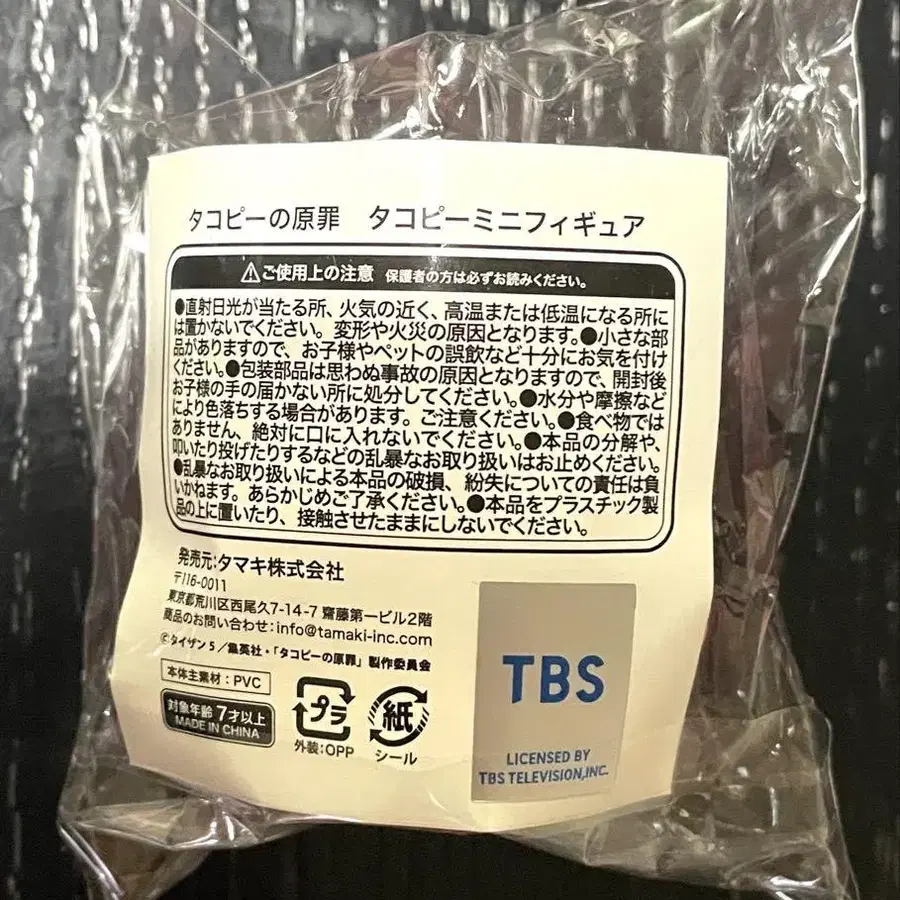 タコピーの原罪　タコピーミニフィギュア
⚠ご使用上の注意 保護者の方は必ずお読みください。
●直射日光が当たる所、火気の近く、高温または低温になる所に
は置かないでください。変形や火災の原因となります。●小さな部
品がありますので、お子様やペットの誤飲など十分にお気を付け
ください。●包装部品は思わぬ事故の原因となりますので、開封後
お子様の手の届かない所に処分してください。●水分や摩擦など
により色落ちする場合があります。ご注意ください。●食べ物では
ありません、絶対に口に入れないでください。●本品の分解や、
叩いたり投げたりするなどの乱暴なお取り扱いはお止めください。
●乱暴なお取り扱いによる本品の破損、紛失についての責任は負
いかねます。あらかじめご了承ください。●本品をプラスチック製
品の上に置いたり、接触させたままにしないでください。
発売元:タマキ株式会社
〒116-0011
東京都荒川区西尾久7-14-7 齋藤第一ビル2階
商品のお問い合わせ:info@tamaki-inc.com
©タイザン5／集英社・「タコピーの原罪」製作委員会
本体主素材:PVC
対象年齢 7才以上
MADE IN CHINA
プラ
外装:OPP
紙
シール
TBS
LICENSED BY
TBS TELEVISION,INC.